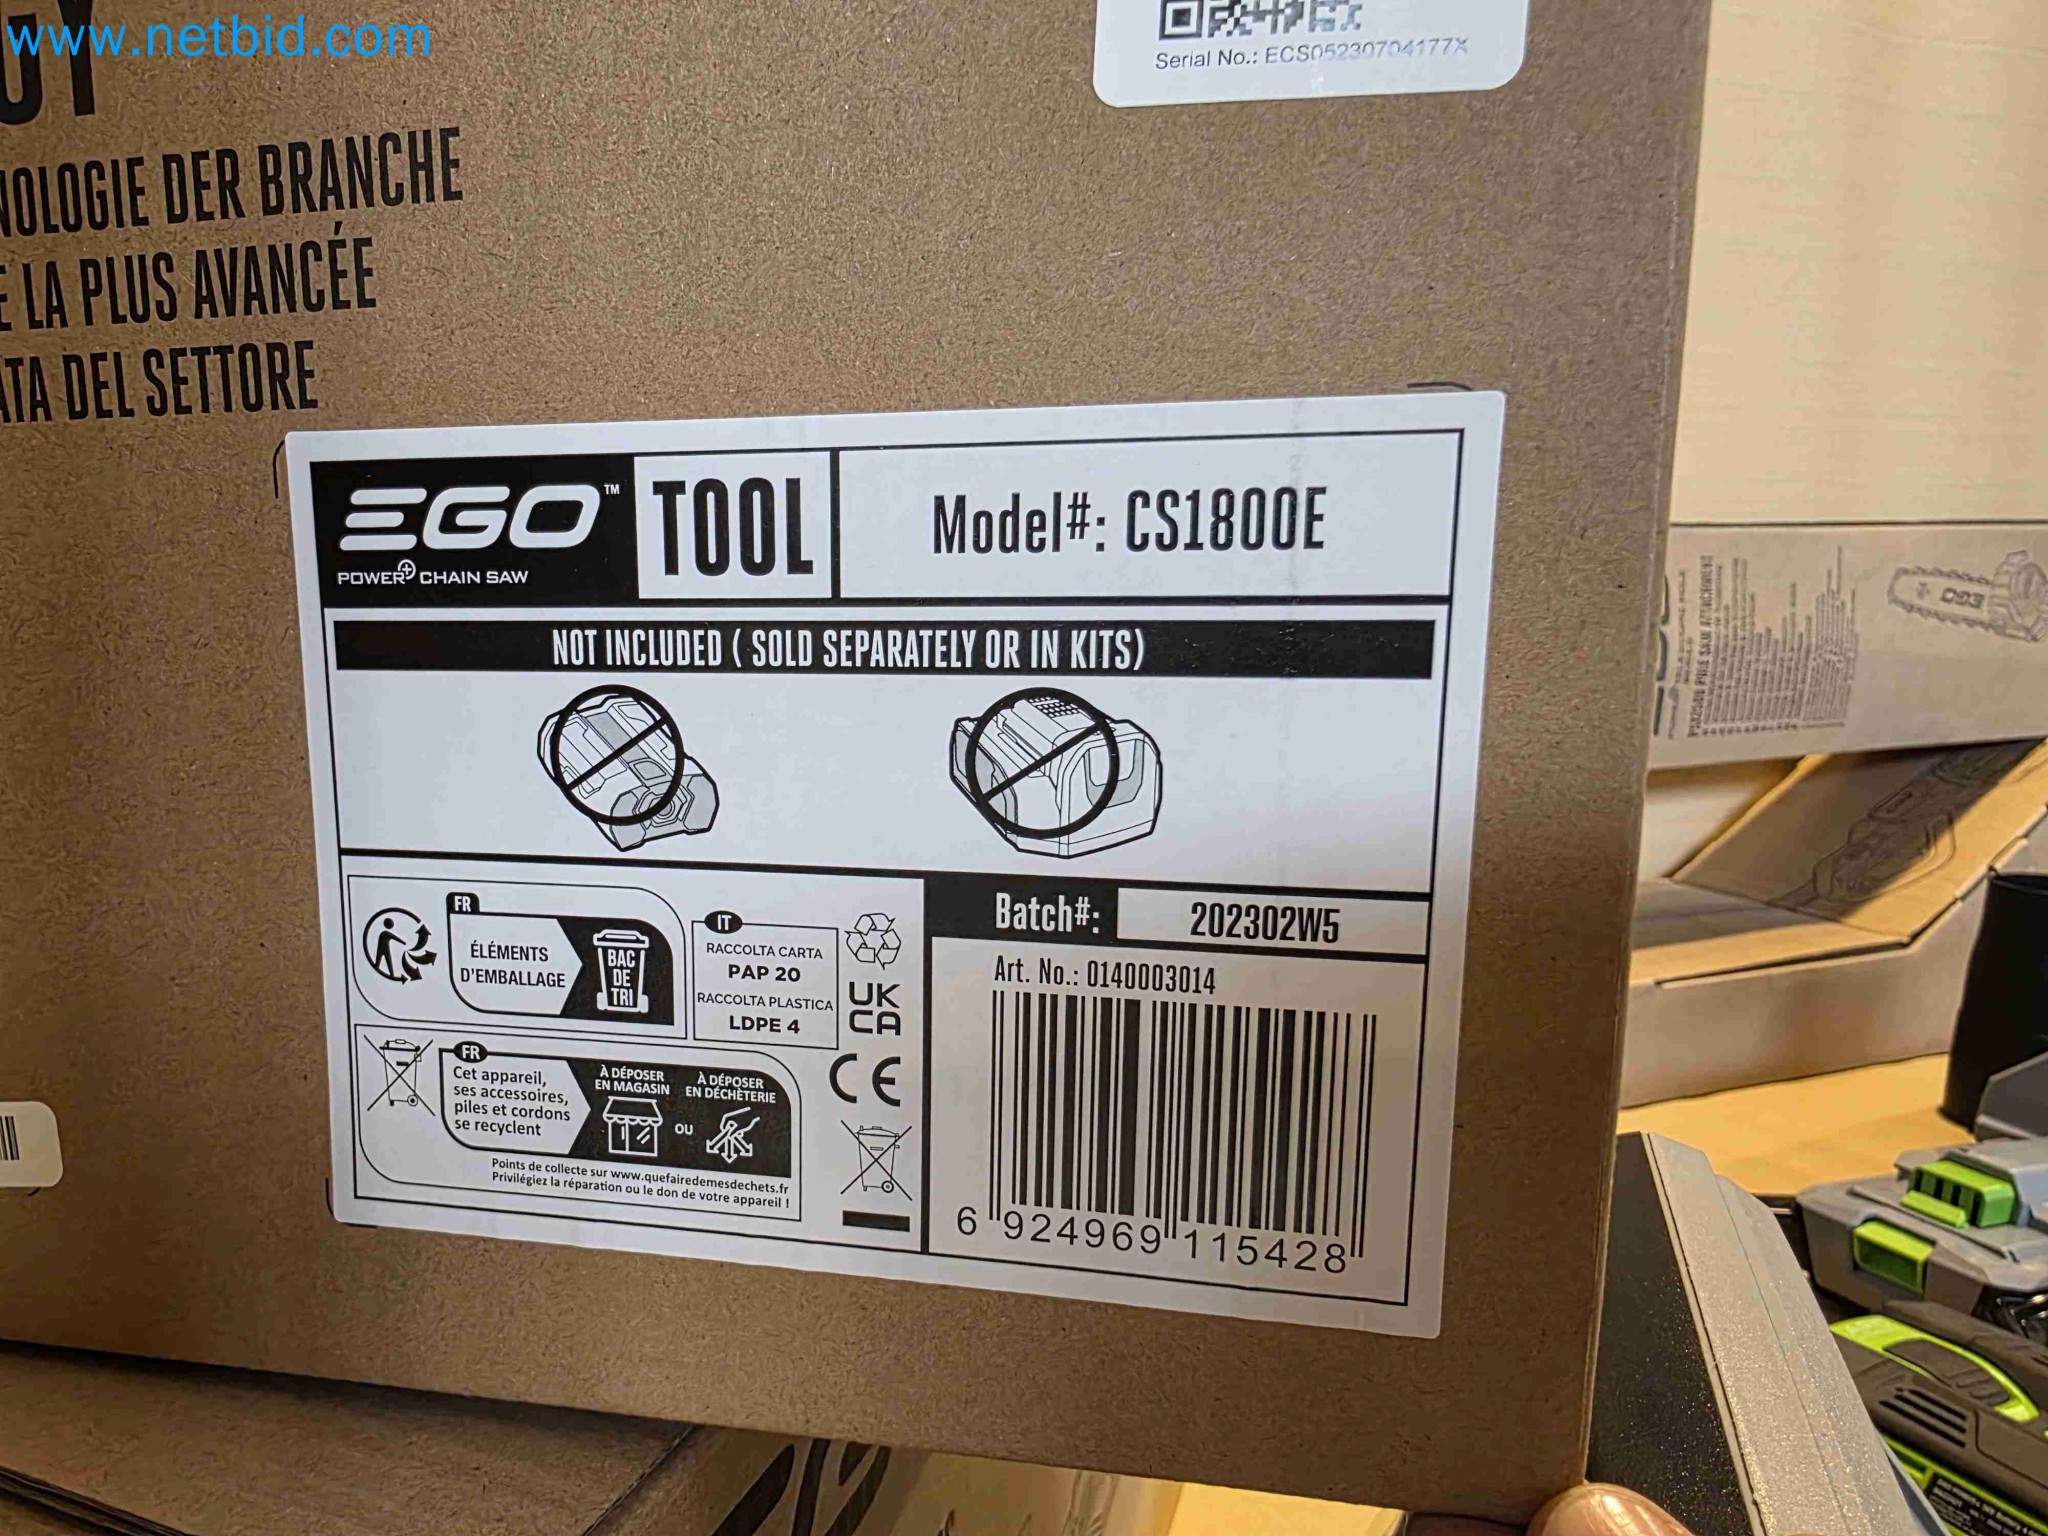 www.netbid.com
Serial No.: ECS05230704177X
NOLOGIE DER BRANCHE
E LA PLUS AVANCÉE
ATA DEL SETTORE
EGO™
POWER+ CHAIN SAW
TOOL
Model#: CS1800E
NOT INCLUDED ( SOLD SEPARATELY OR IN KITS)
FR
ÉLÉMENTS
D'EMBALLAGE
BAC
DE
TRI
IT
RACCOLTA CARTA
PAP 20
RACCOLTA PLASTICA
LDPE 4
UK
CA
CE
FR
Cet appareil,
ses accessoires,
piles et cordons
se recyclent
À DÉPOSER
EN MAGASIN
OU
À DÉPOSER
EN DÉCHÈTERIE
Points de collecte sur www.quefairedemesdechets.fr
Privilégiez la réparation ou le don de votre appareil !
Batch#: 202302W5
Art. No.: 0140003014
6 924969 115428
EGO